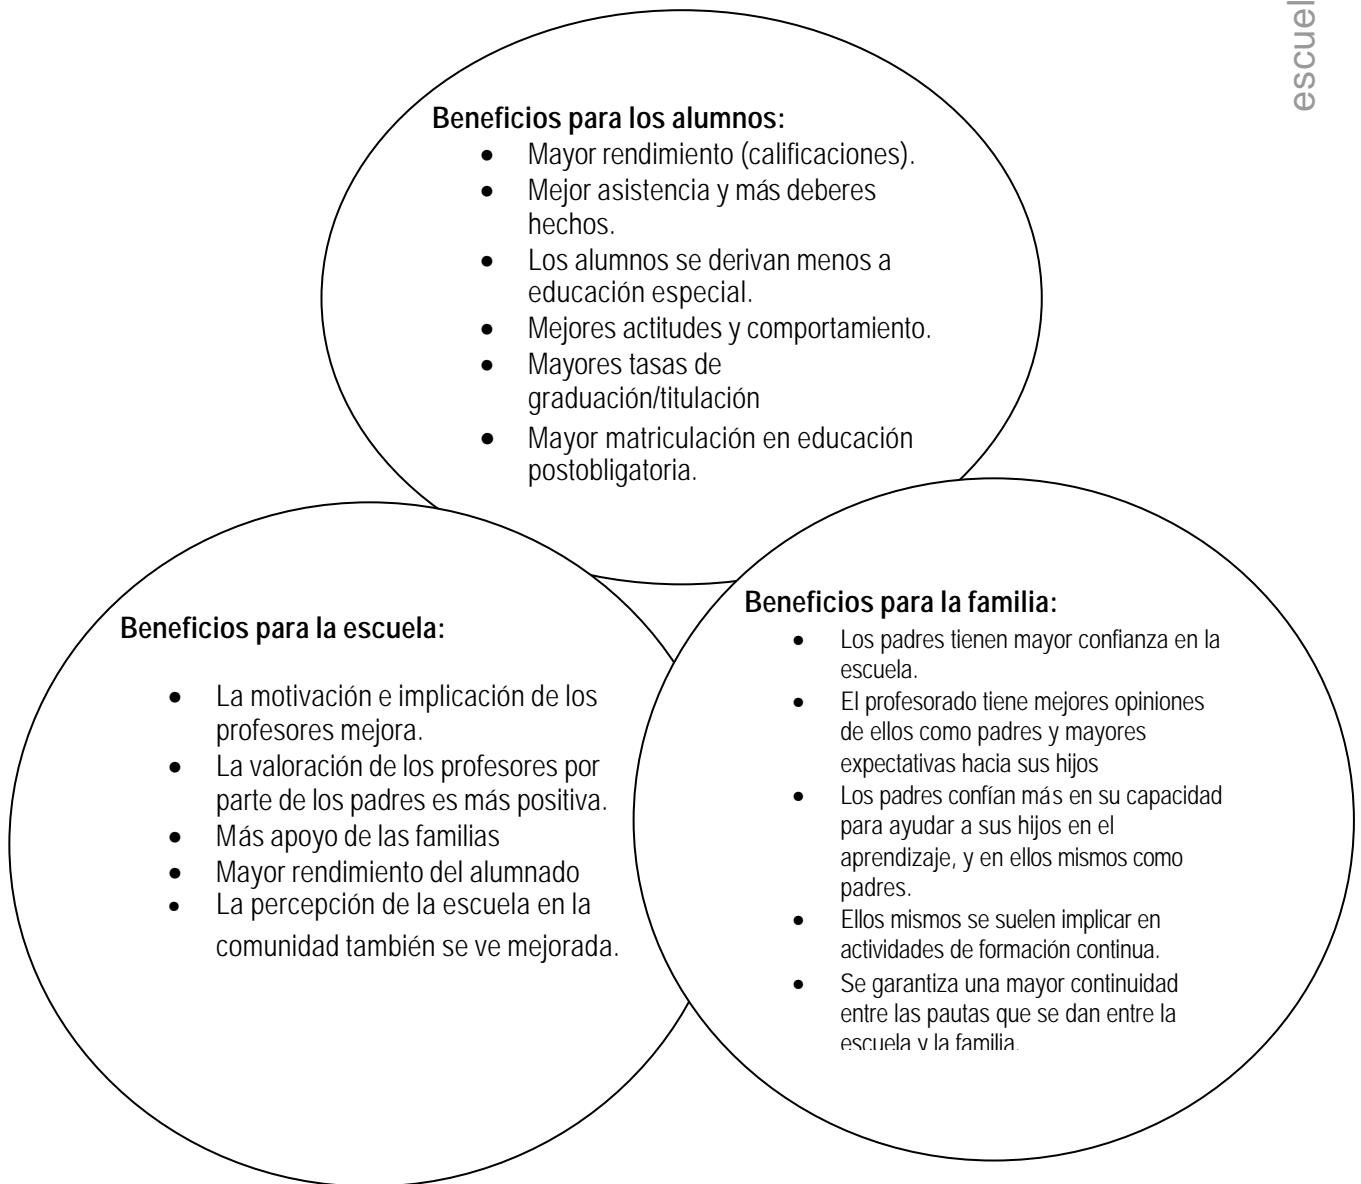 escuel
Beneficios para los alumnos:
• Mayor rendimiento (calificaciones).
• Mejor asistencia y más deberes
hechos.
• Los alumnos se derivan menos a
educación especial.
• Mejores actitudes y comportamiento.
• Mayores tasas de
graduación/titulación
• Mayor matriculación en educación
postobligatoria.
Beneficios para la escuela:
• La motivación e implicación de los
profesores mejora.
• La valoración de los profesores por
parte de los padres es más positiva.
• Más apoyo de las familias
• Mayor rendimiento del alumnado
• La percepción de la escuela en la
comunidad también se ve mejorada.
Beneficios para la familia:
• Los padres tienen mayor confianza en la
escuela.
• El profesorado tiene mejores opiniones
de ellos como padres y mayores
expectativas hacia sus hijos
• Los padres confían más en su capacidad
para ayudar a sus hijos en el
aprendizaje, y en ellos mismos como
padres.
• Ellos mismos se suelen implicar en
actividades de formación continua.
• Se garantiza una mayor continuidad
entre las pautas que se dan entre la
escuela y la familia.